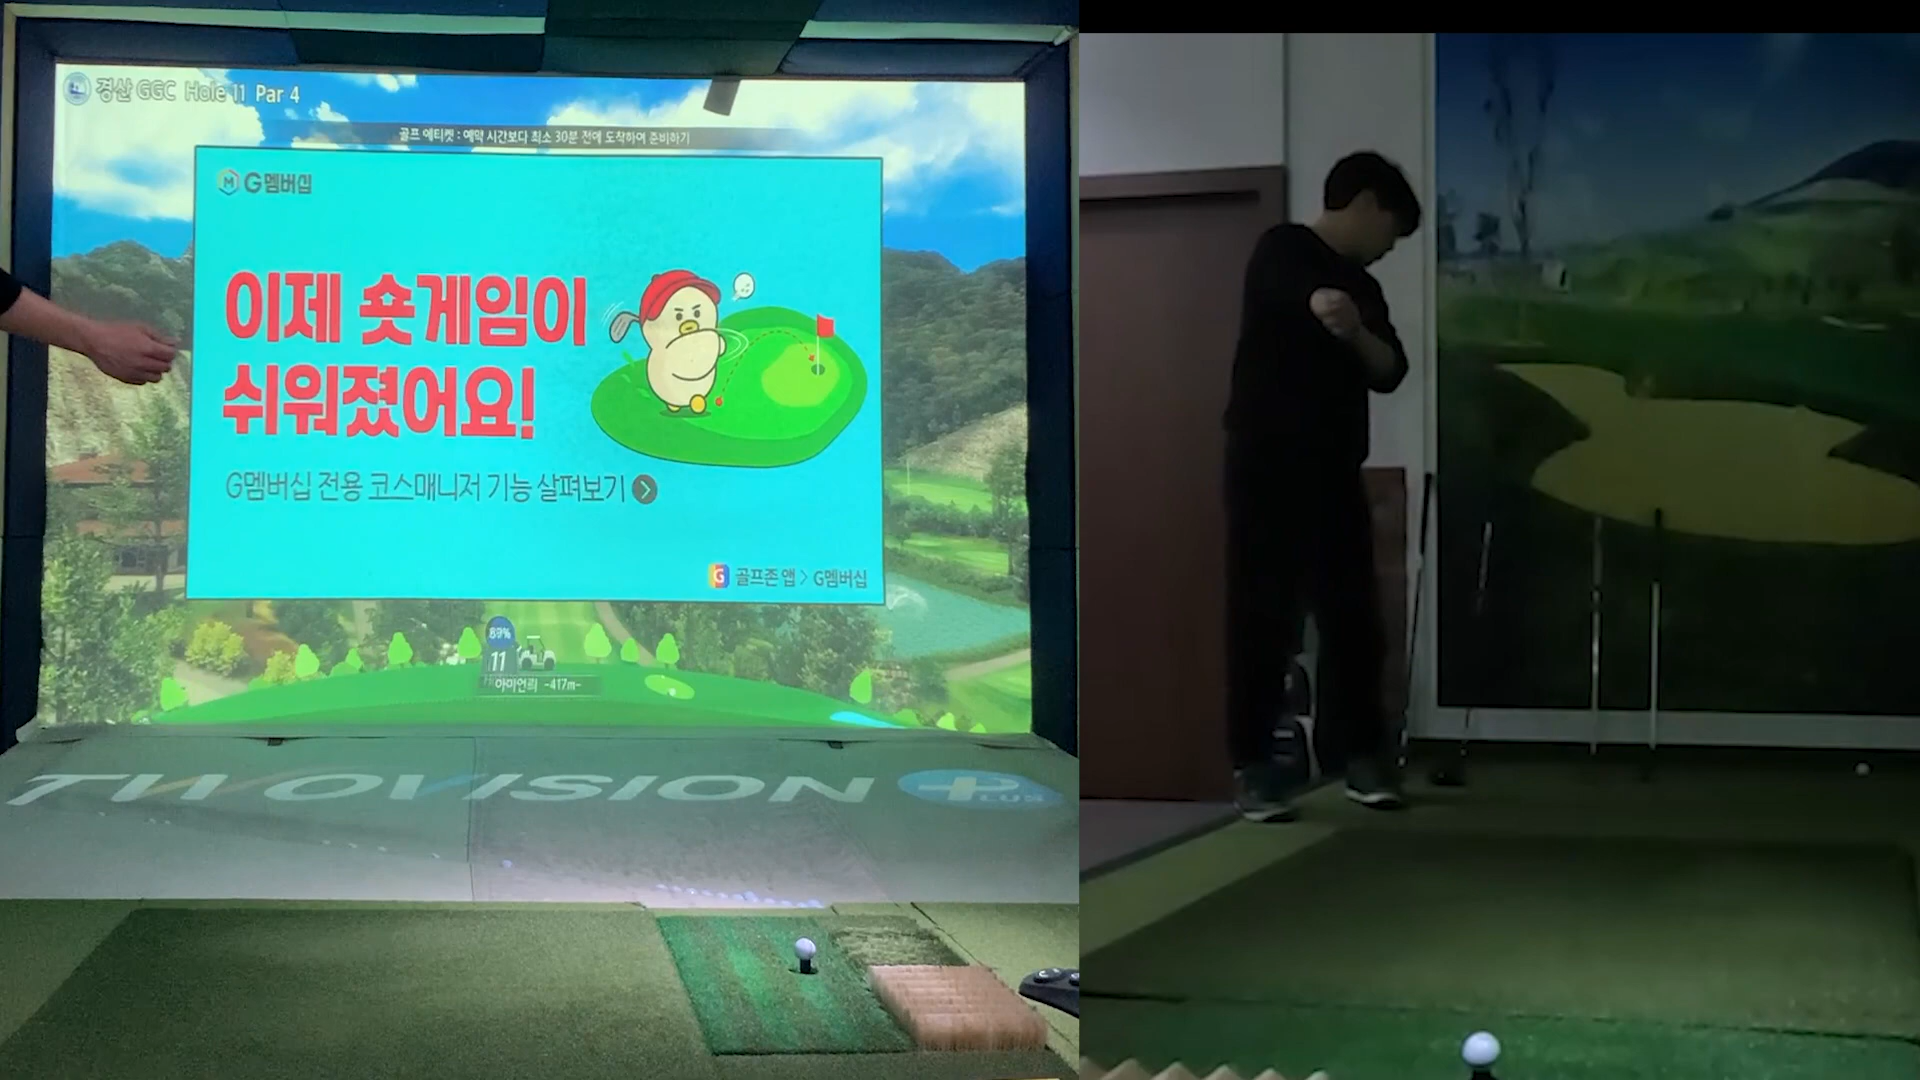 경산 GGC Hole 11 Par 4
골프 에티켓 : 예약 시간보다 최소 30분 전에 도착하여 준비하기
M G멤버십
이제 숏게임이
쉬워졌어요!
G멤버십 전용 코스매니저 기능 살펴보기
G 골프존 앱 > G멤버십
89%
11
-417m-
TWOVISION PLUS